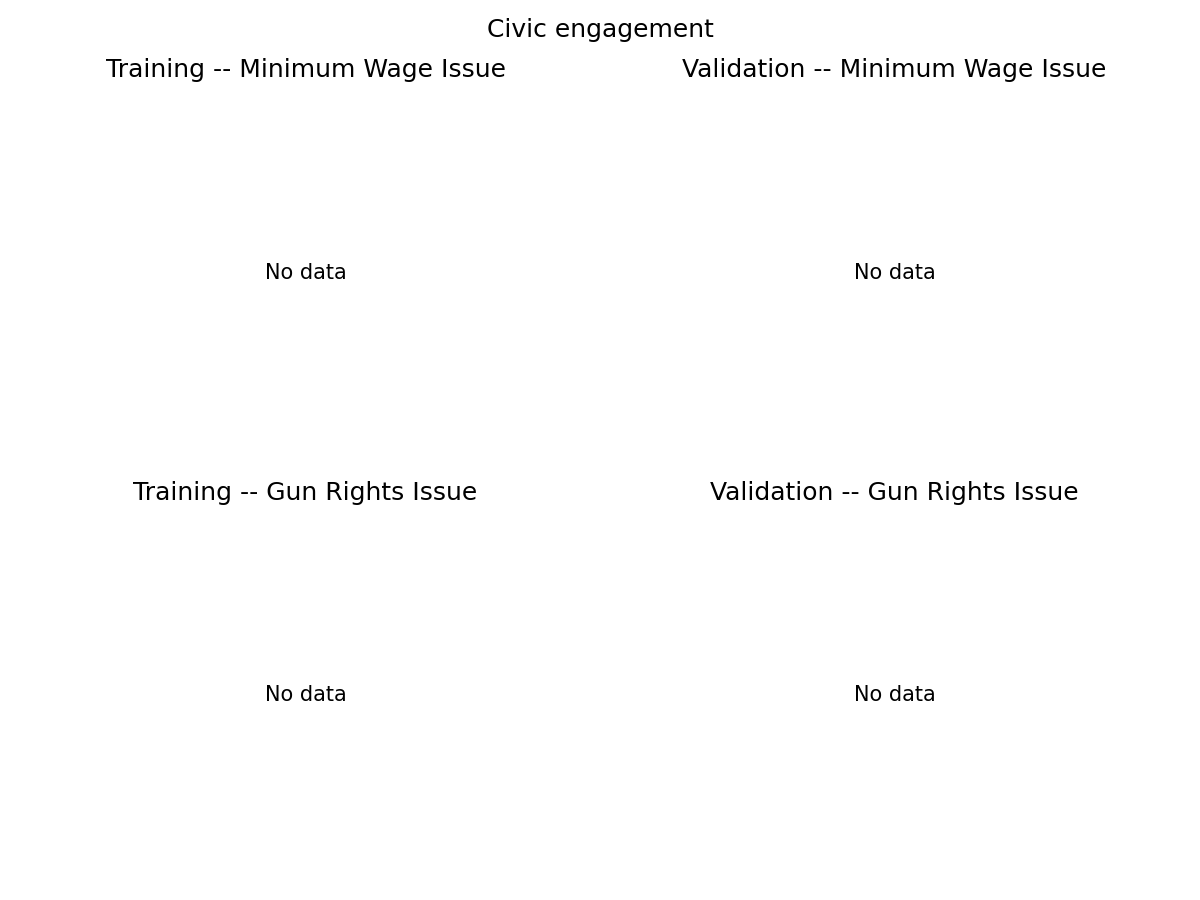 Civic engagement
Training -- Minimum Wage Issue
Validation -- Minimum Wage Issue
No data
No data
Training -- Gun Rights Issue
Validation -- Gun Rights Issue
No data
No data